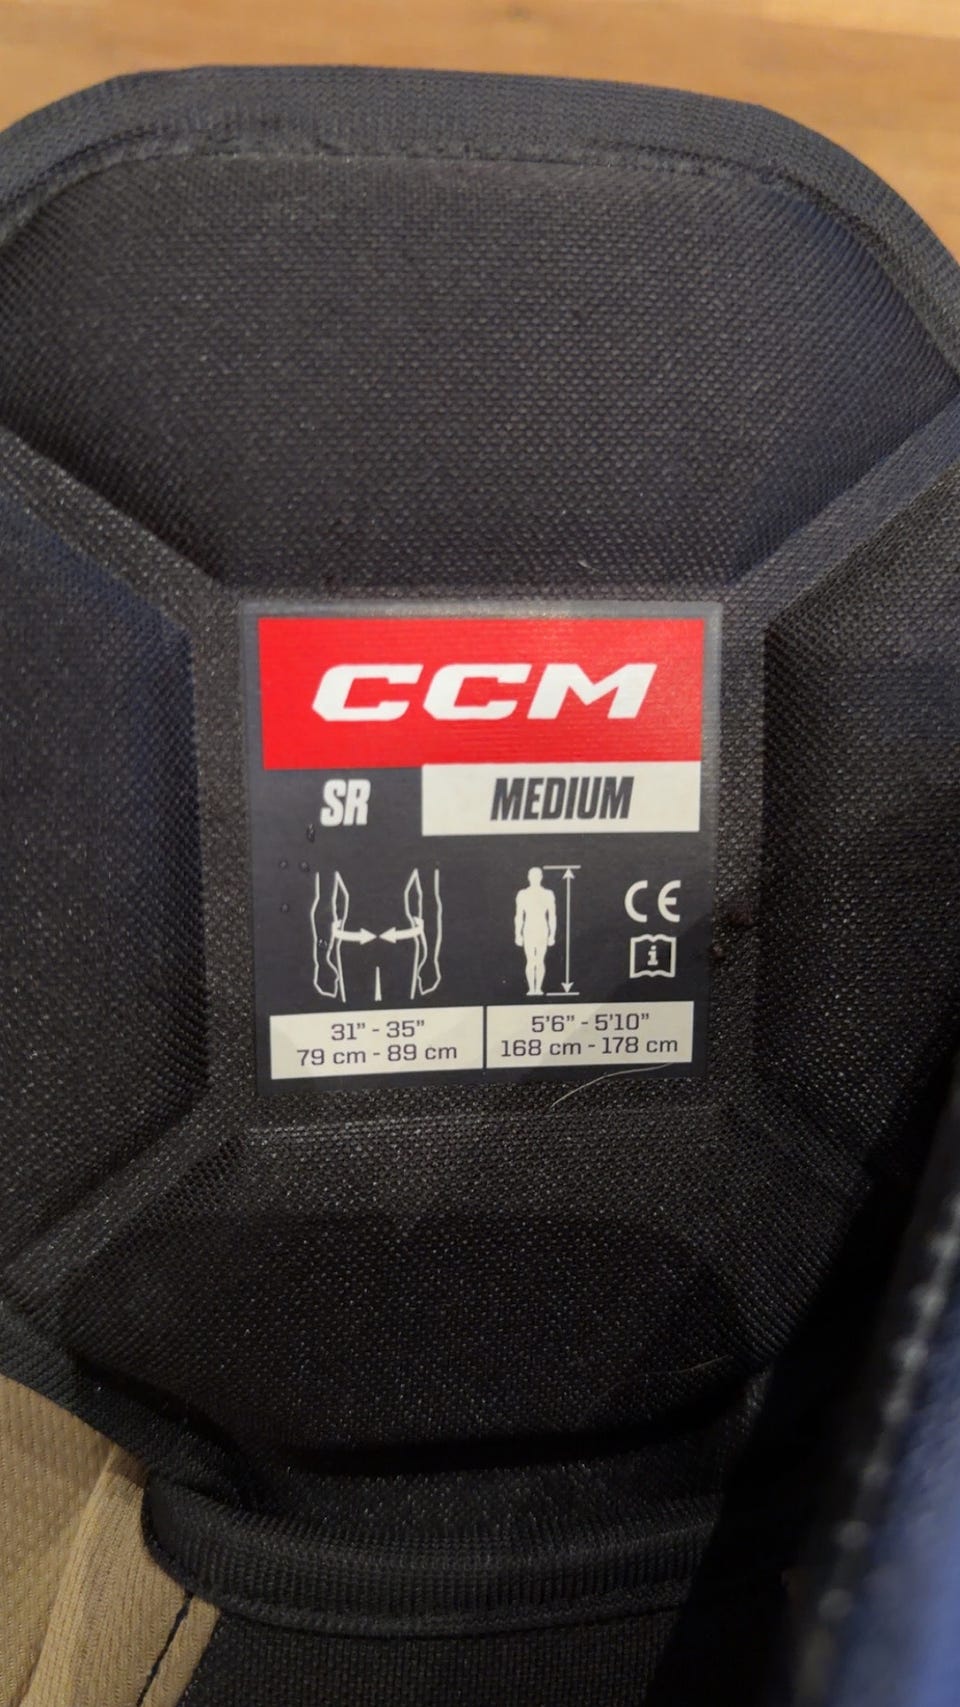 CCM
SR MEDIUM
CE
i
31” - 35”
79 cm - 89 cm
5’6” - 5’10”
168 cm - 178 cm